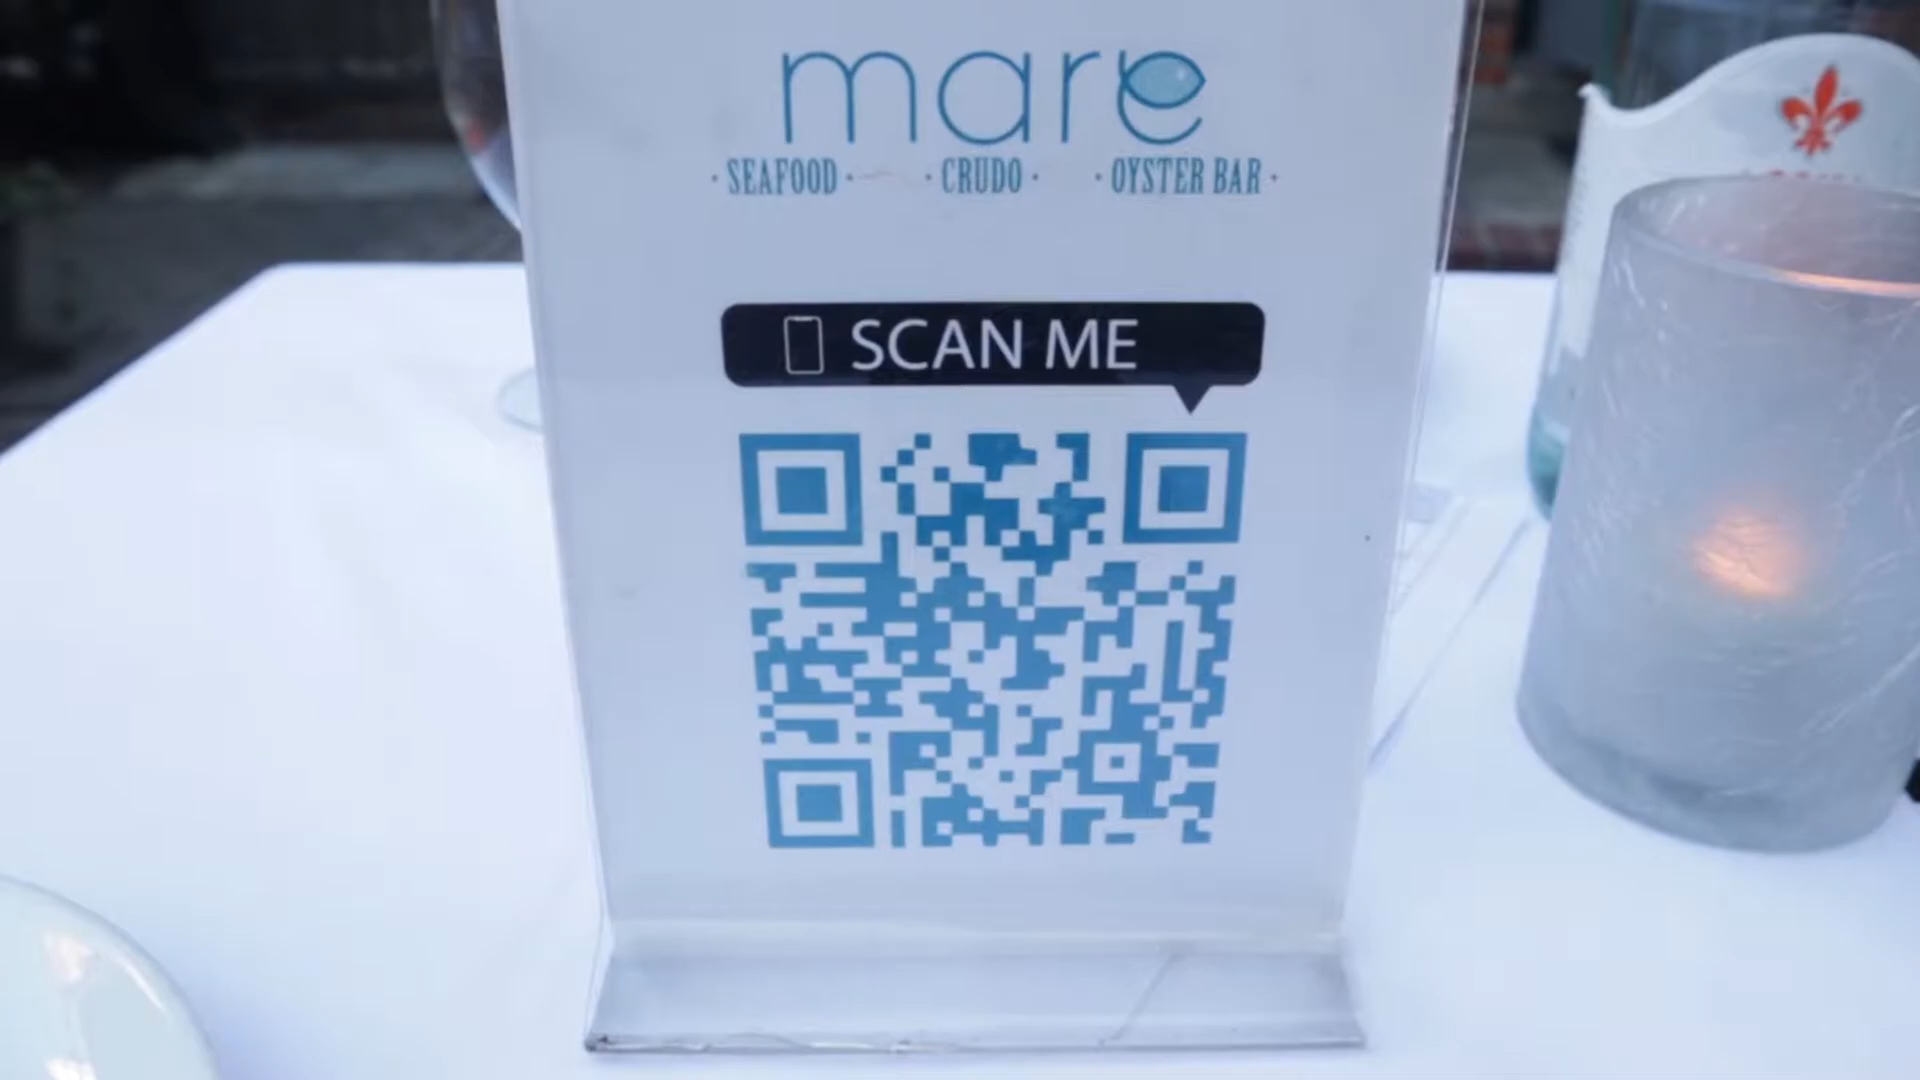 mare
· SEAFOOD · · CRUDO · · OYSTER BAR ·
SCAN ME